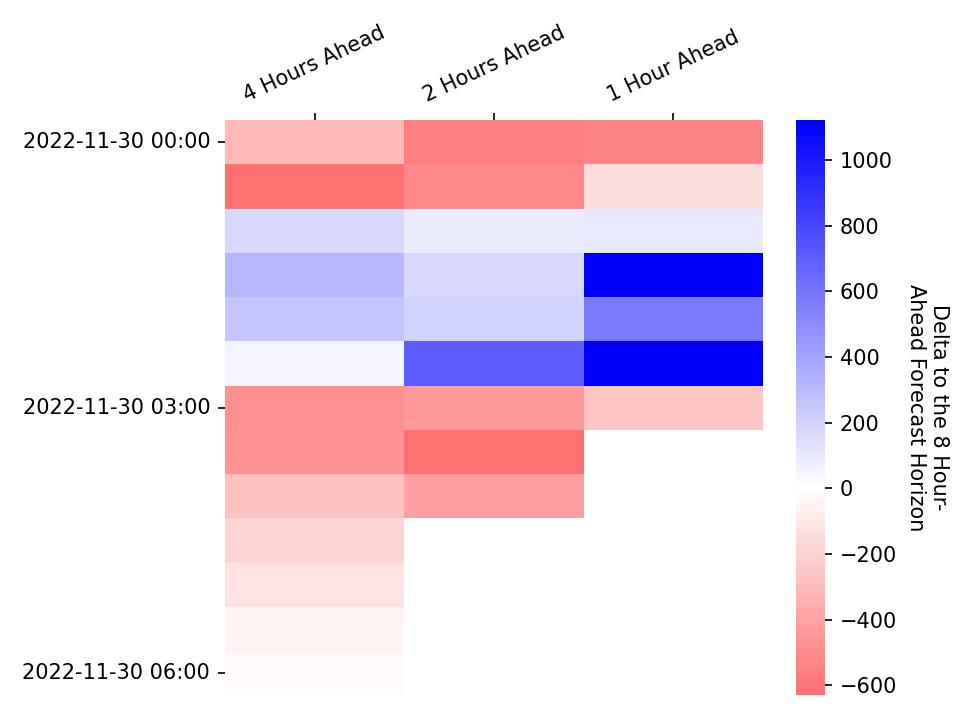 4 Hours Ahead
2 Hours Ahead
1 Hour Ahead
2022-11-30 00:00
2022-11-30 03:00
2022-11-30 06:00
1000
800
600
400
200
0
−200
−400
−600
Delta to the 8 Hour-
Ahead Forecast Horizon